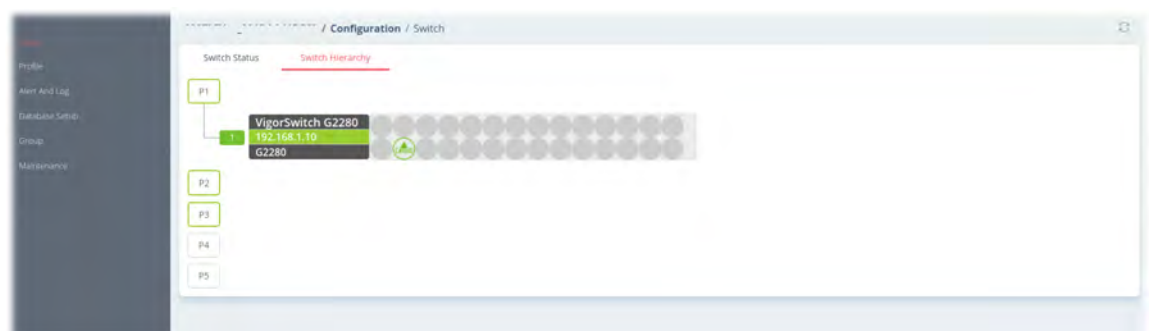 / Configuration / Switch
Profile
Alert And Log
Database Setup
Group
Maintenance
Switch Status
Switch Hierarchy
P1
1
VigorSwitch G2280
192.168.1.10
G2280
P2
P3
P4
P5